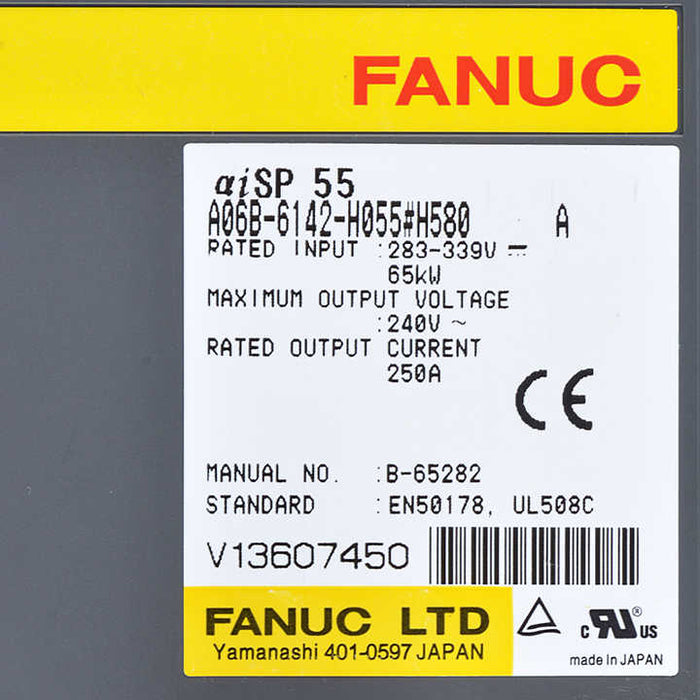 FANUC
αiSP 55
A06B-6142-H055#H580 A
RATED INPUT :283-339V ⎓
65kW
MAXIMUM OUTPUT VOLTAGE
:240V ~
RATED OUTPUT CURRENT
250A
CE
MANUAL NO. :B-65282
STANDARD :EN50178, UL508C
V13607450
FANUC LTD
Yamanashi 401-0597 JAPAN
c RU ® US
made In JAPAN